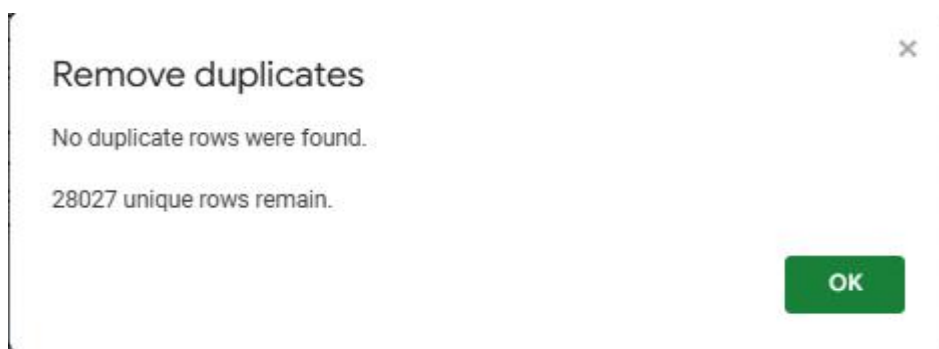 Remove duplicates
No duplicate rows were found.
28027 unique rows remain.
OK